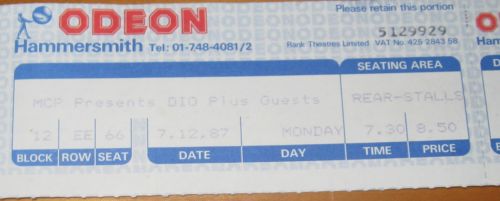 ODEON
Please retain this portion
5129929
Hammersmith Tel: 01-748-4081/2
Rank Theatres Limited VAT No. 425 2843 58
SEATING AREA
MCP Presents DIO Plus Guests
REAR-STALLS
12 EE 66 7.12.87 MONDAY 7.30 8.50
BLOCK ROW SEAT DATE DAY TIME PRICE